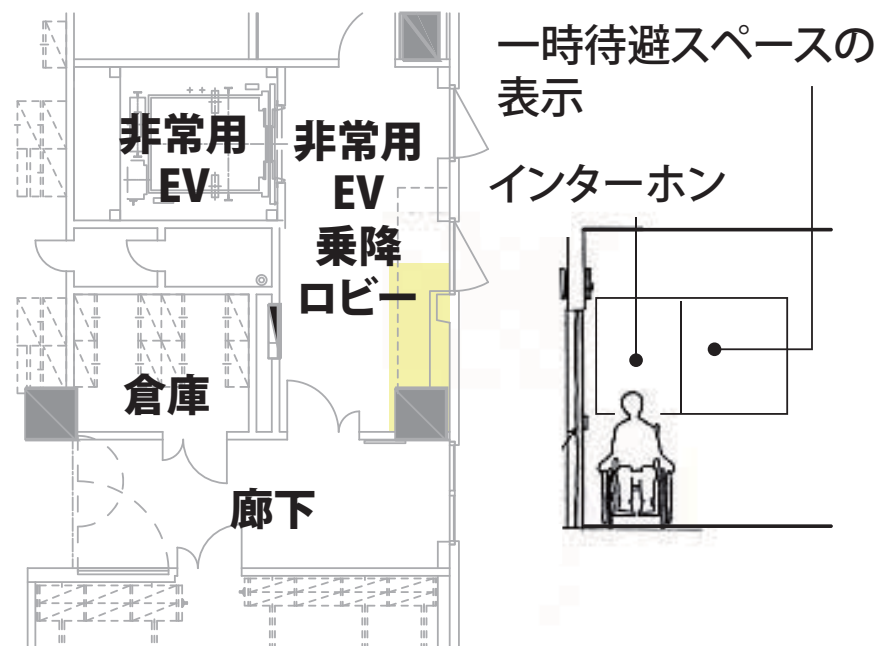 非常用
EV
非常用
EV
乗降
ロビー
倉庫
廊下
一時待避スペースの
表示
インターホン